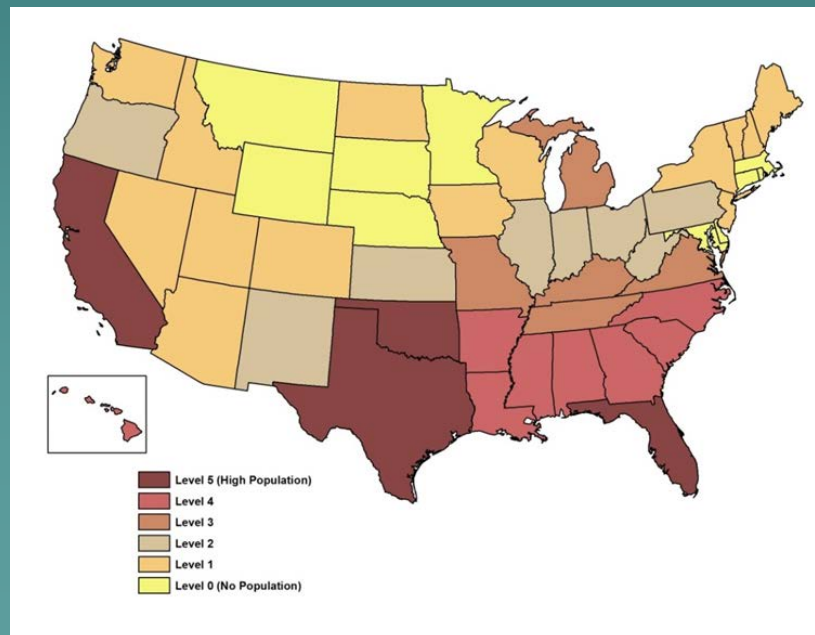 Level 5 (High Population)
Level 4
Level 3
Level 2
Level 1
Level 0 (No Population)